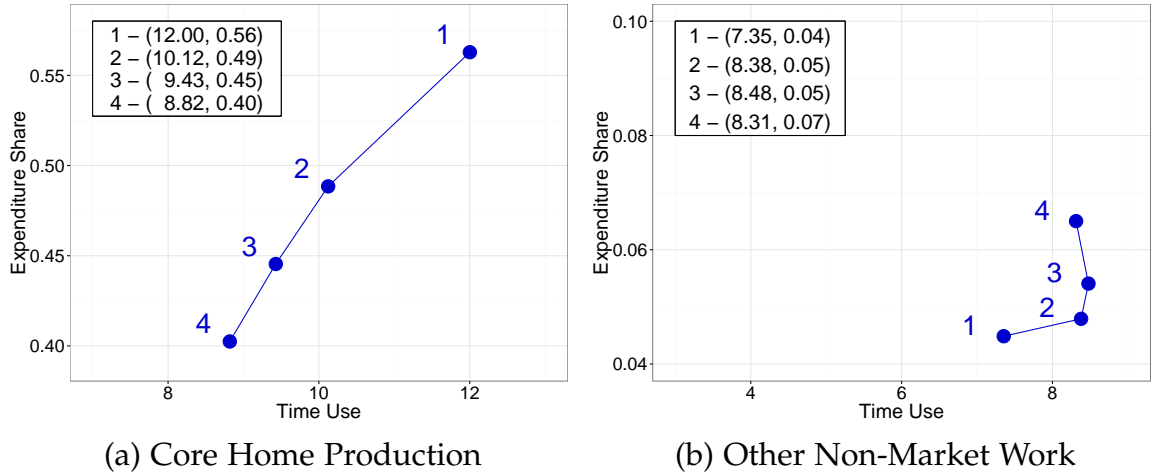 1 – (12.00, 0.56)
2 – (10.12, 0.49)
3 – ( 9.43, 0.45)
4 – ( 8.82, 0.40)
1
2
3
4
0.55
0.50
0.45
0.40
Expenditure Share
8 10 12
Time Use
(a) Core Home Production
1 – (7.35, 0.04)
2 – (8.38, 0.05)
3 – (8.48, 0.05)
4 – (8.31, 0.07)
4
3
2
1
0.10
0.08
0.06
0.04
Expenditure Share
4 6 8
Time Use
(b) Other Non-Market Work